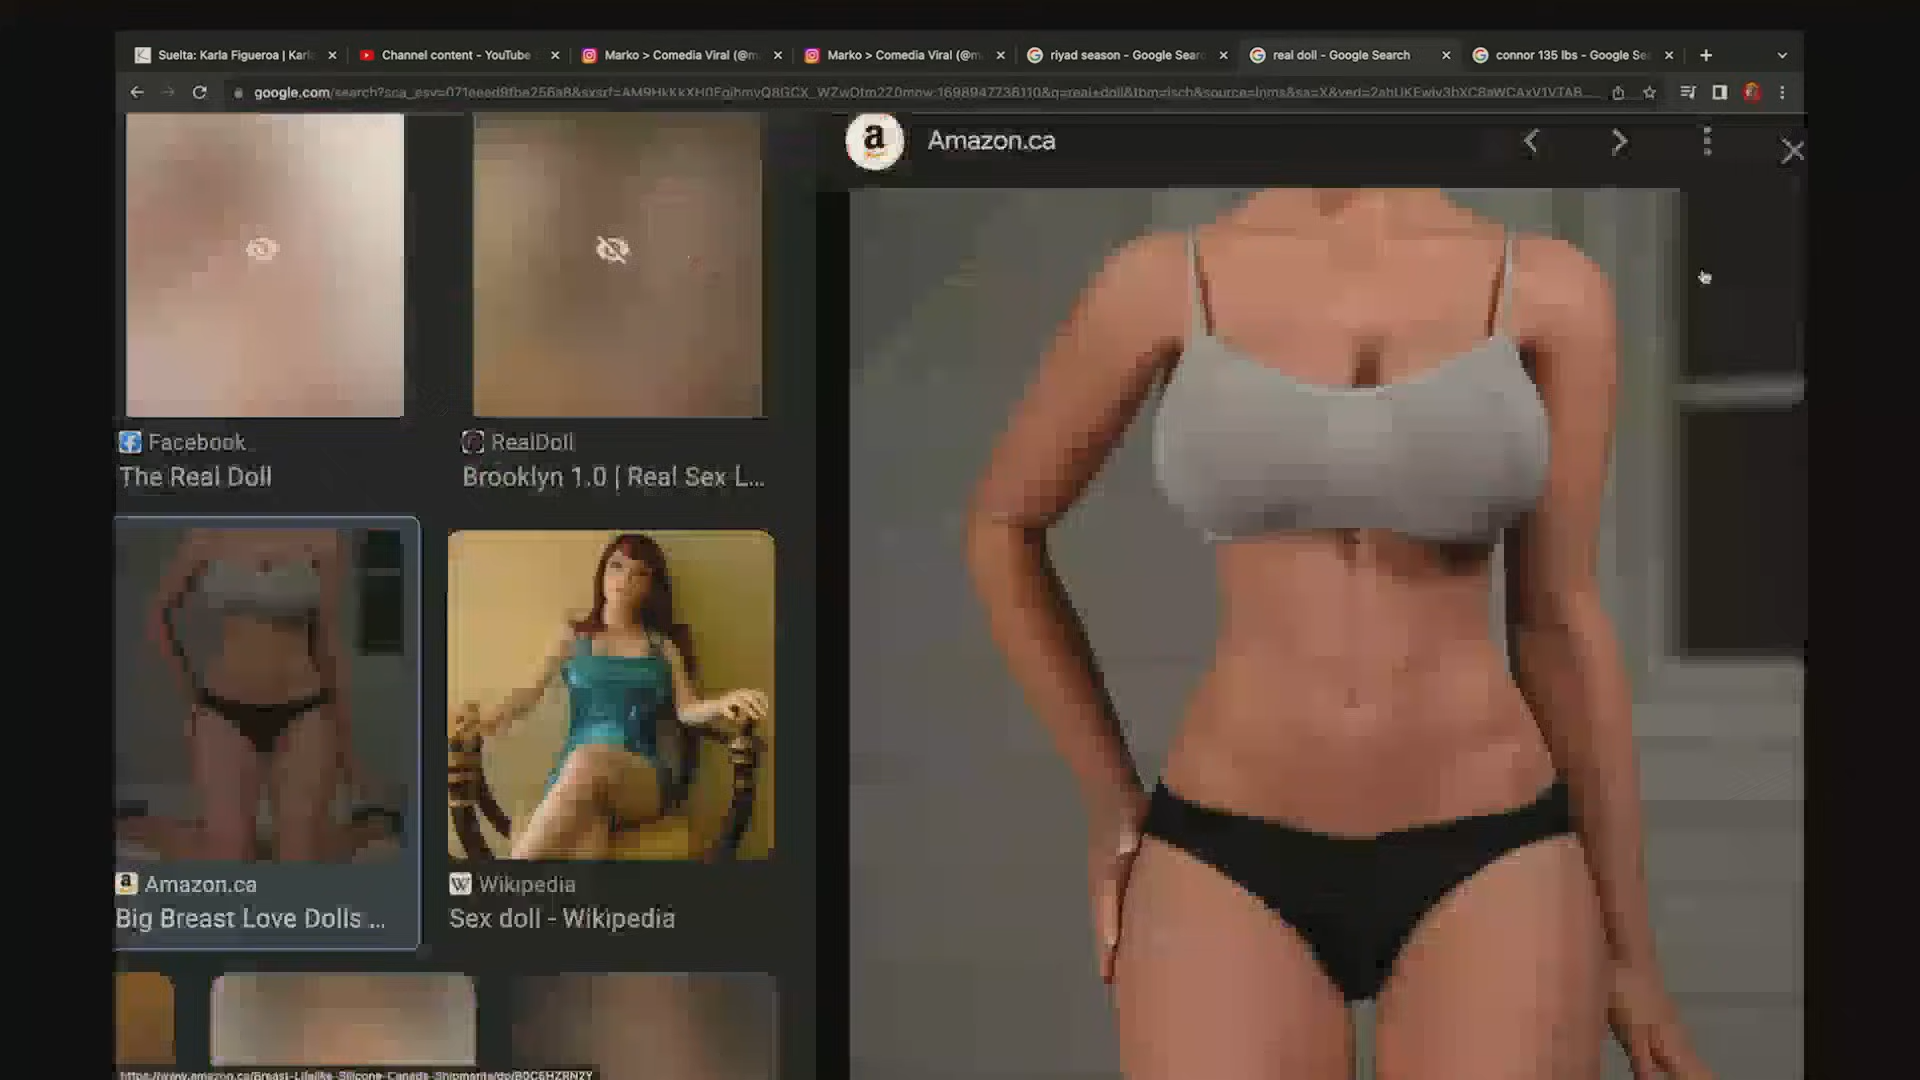 Suelta: Karla Figueroa | Karl
Channel content - YouTube
Marko > Comedia Viral (@m
Marko > Comedia Viral (@m
riyad season - Google Searc
real doll - Google Search
connor 135 lbs - Google Se
google.com
a Amazon.ca
Facebook
The Real Doll
RealDoll
Brooklyn 1.0 | Real Sex L...
a Amazon.ca
Big Breast Love Dolls ...
W Wikipedia
Sex doll - Wikipedia